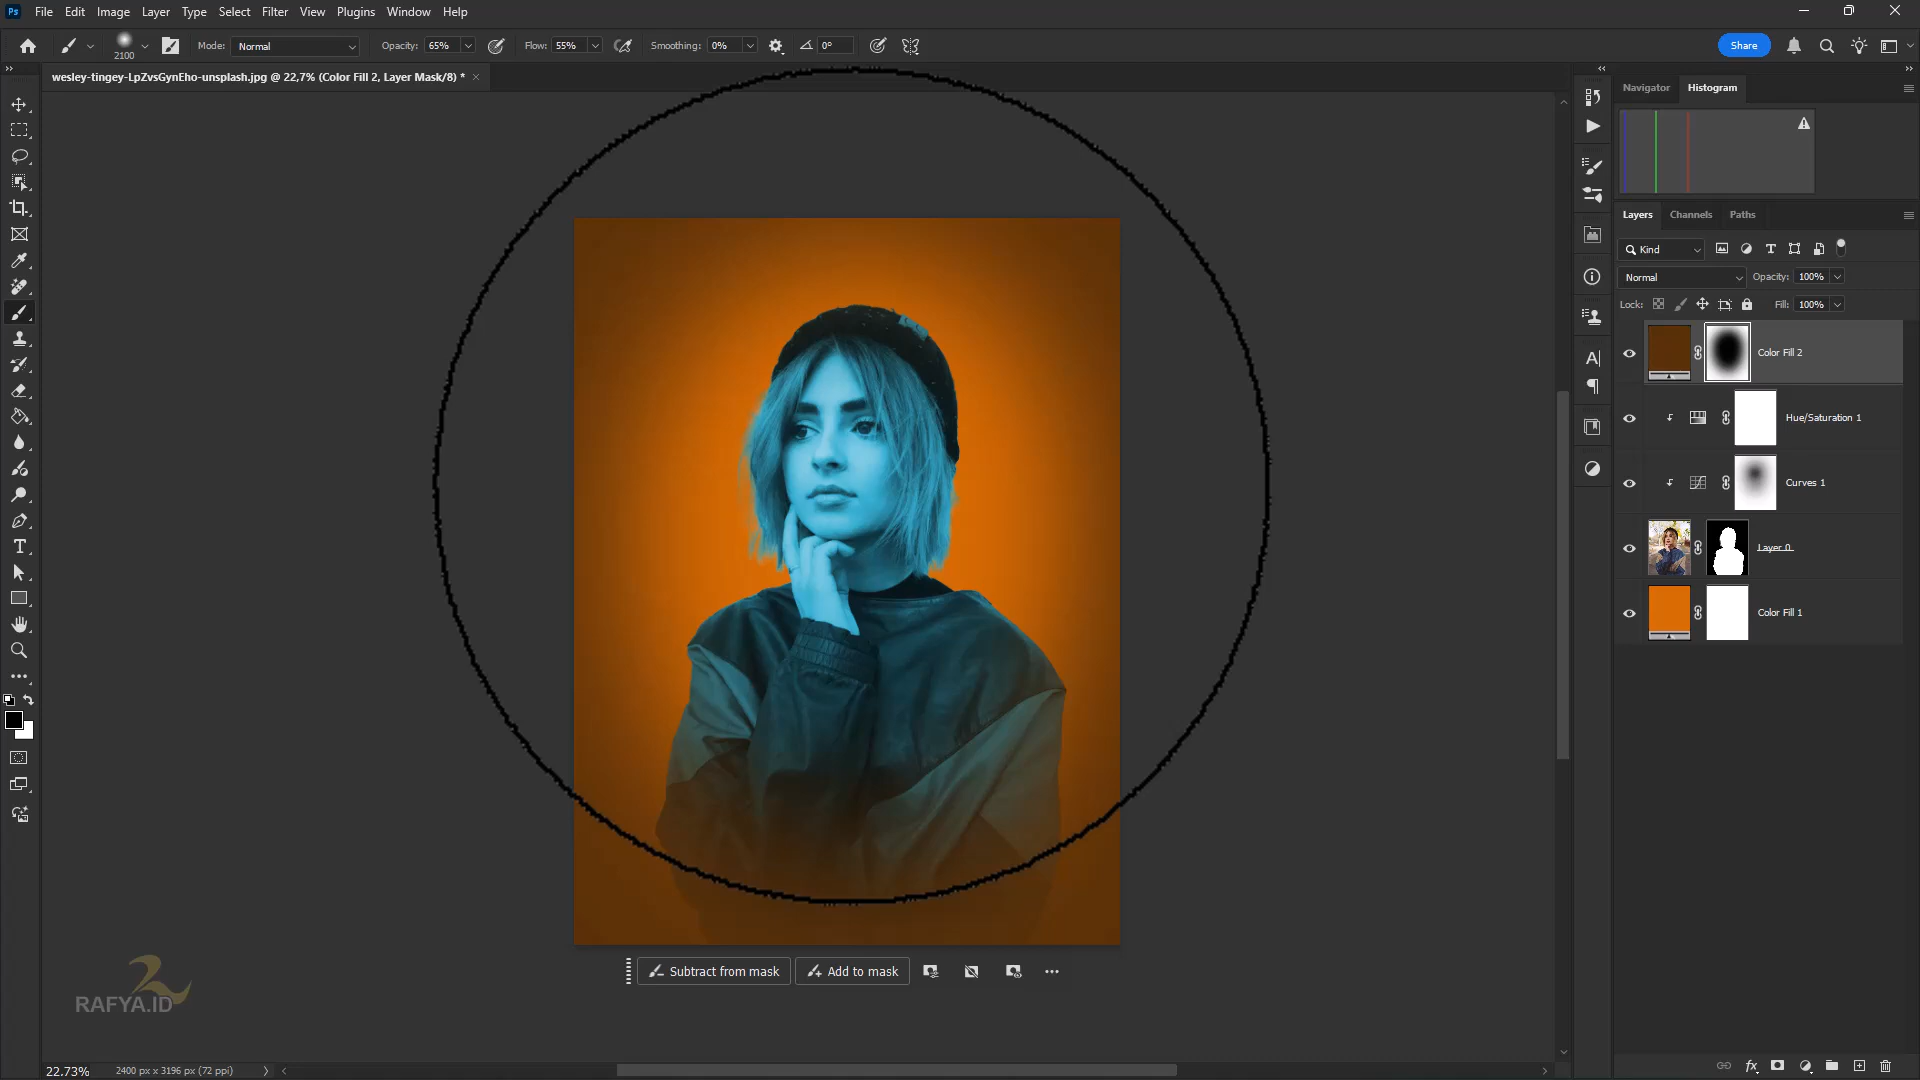 Ps File Edit Image Layer Type Select Filter View Plugins Window Help
2100 Mode: Normal Opacity: 65% Flow: 55% Smoothing: 0% 0° Share
wesley-tingey-LpZvsGynEho-unsplash.jpg @ 22,7% (Color Fill 2, Layer Mask/8) *
Navigator Histogram
Layers Channels Paths
Kind
Normal Opacity: 100%
Lock: Fill: 100%
Color Fill 2
Hue/Saturation 1
Curves 1
Layer 0
Color Fill 1
Subtract from mask Add to mask
RAFYA.ID
22.73% 2400 px x 3196 px (72 ppi)